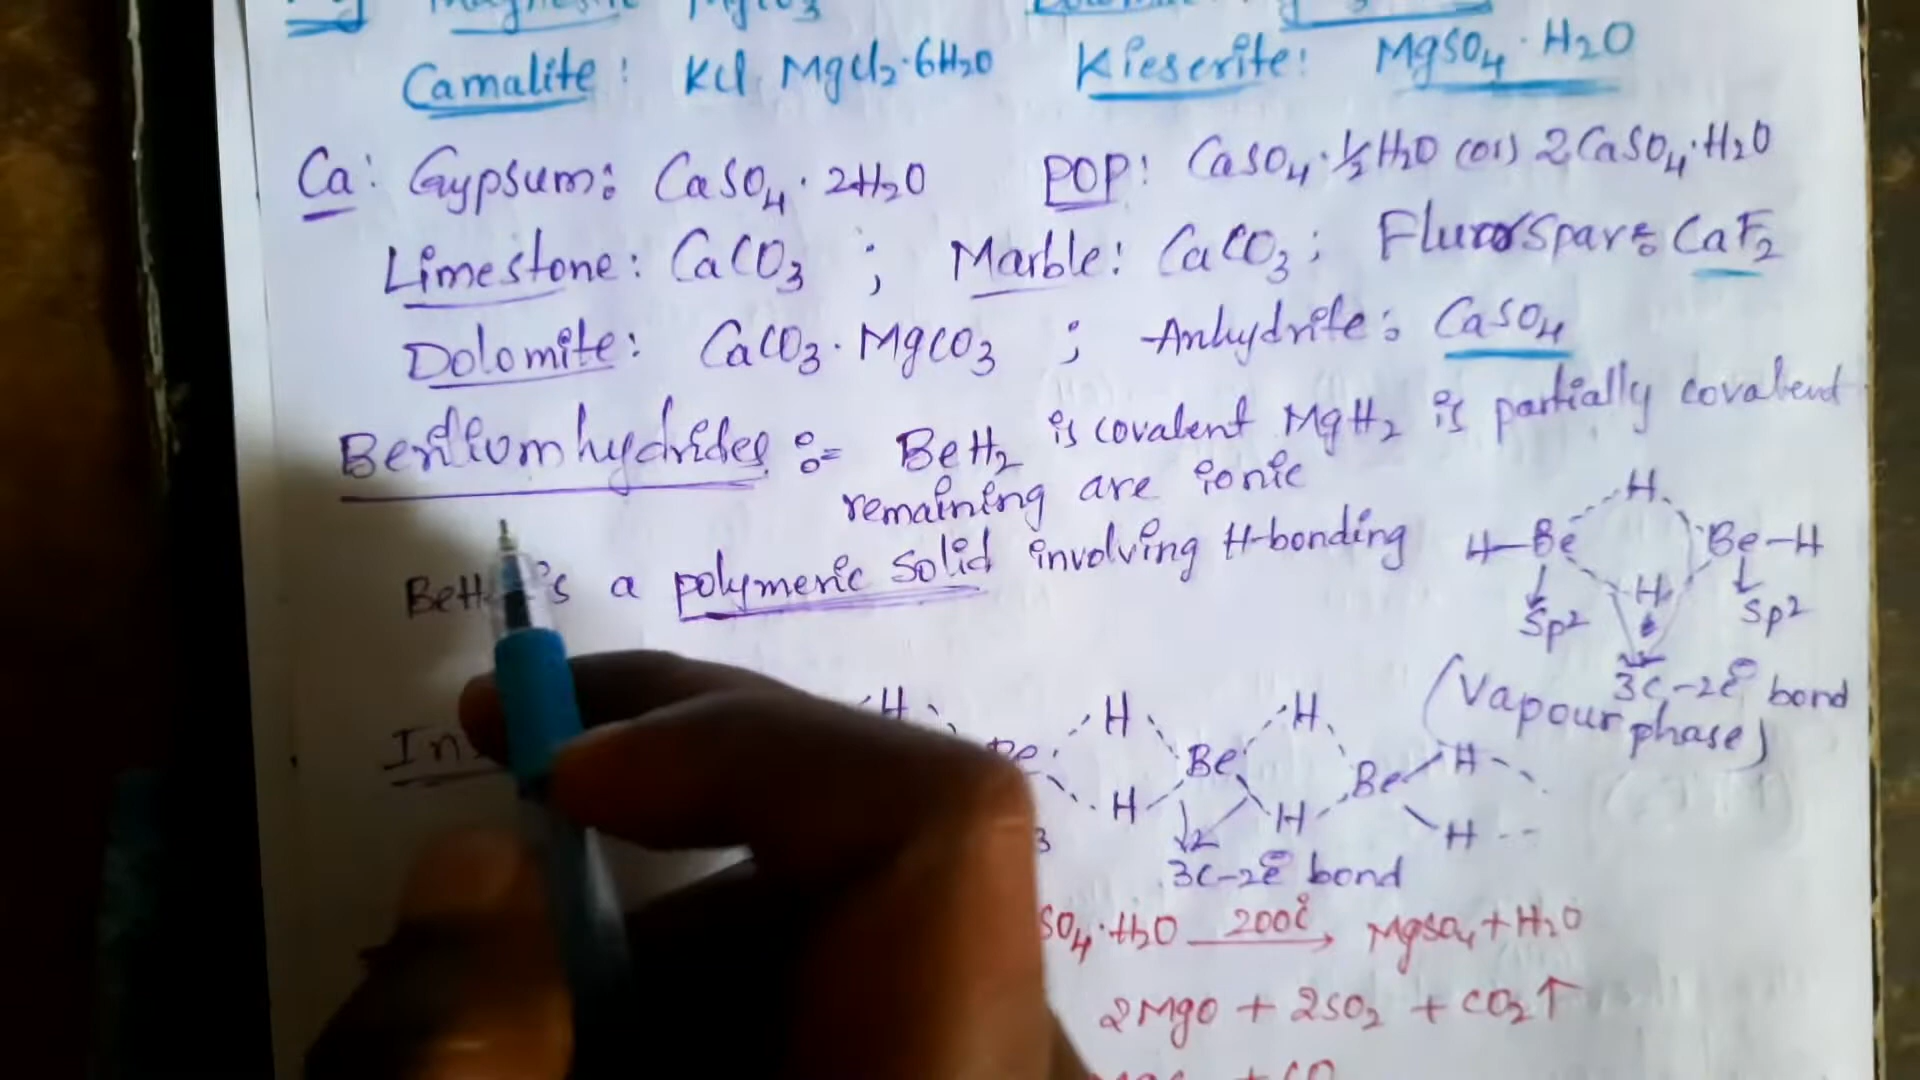 MgCO3
Camalite: KCl MgCl2·6H2O Kieserite: MgSO4·H2O
Ca: Gypsum: CaSO4·2H2O POP: CaSO4·½H2O (or) 2CaSO4·H2O
Limestone: CaCO3 ; Marble: CaCO3; Fluorspar: CaF2
Dolomite: CaCO3·MgCO3 ; Anhydrite: CaSO4
Berilium hydrides := BeH2 is covalent MgH2 is partially covalent
remaining are ionic
a polymeric solid involving H-bonding
H
H-Be Be-H
H
Sp2 Sp2
3C-2e⊖ bond
(Vapour phase)
H H H
Be Be H
H H H
3
3C-2e⊖ bond
SO4·H2O 200°C → MgSO4 + H2O
2MgO + 2SO2 + CO2↑